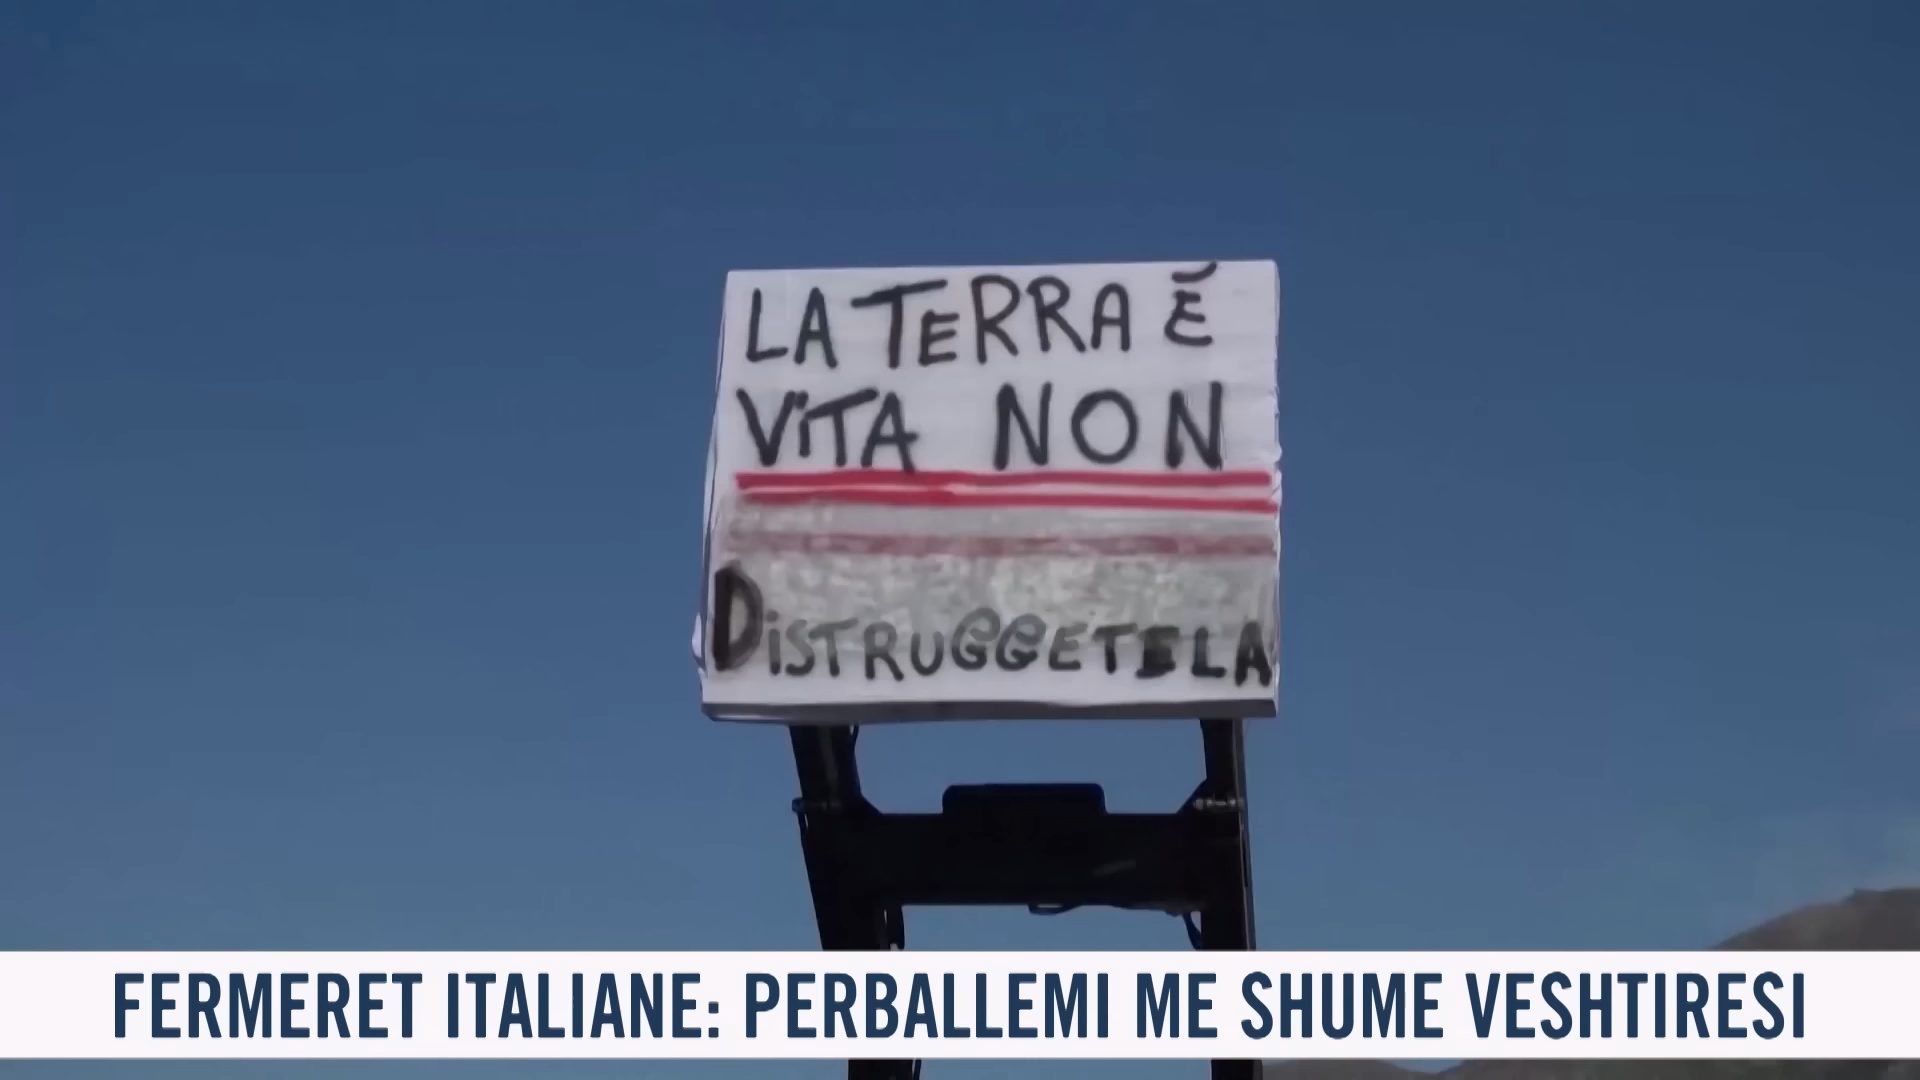 LA TERRA É
VITA NON
DISTRUGGETELA
FERMERET ITALIANE: PERBALLEMI ME SHUME VESHTIRESI